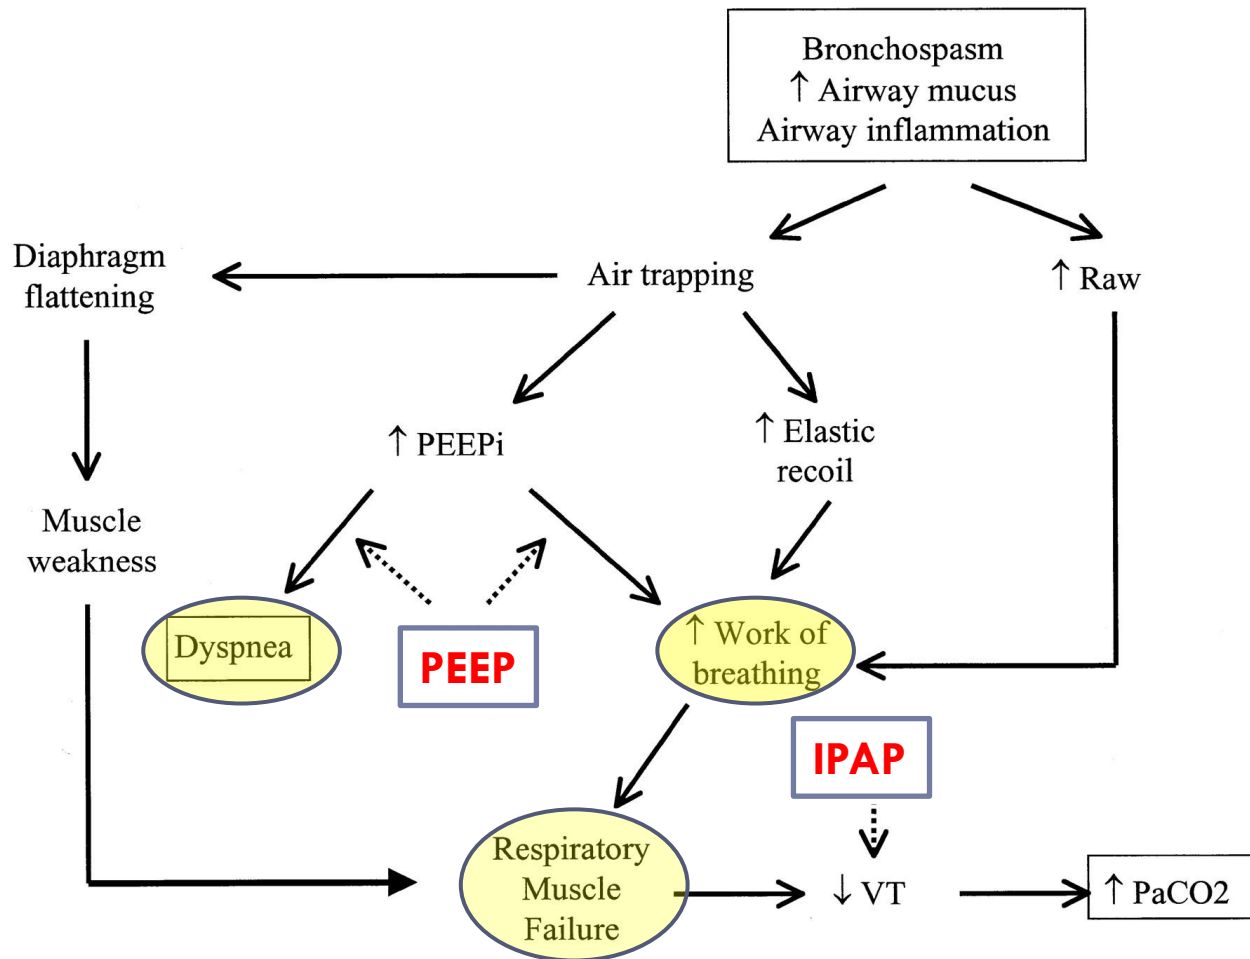 Bronchospasm
↑ Airway mucus
Airway inflammation
Diaphragm
flattening
Air trapping
↑ Raw
↑ PEEPi
↑ Elastic
recoil
Muscle
weakness
Dyspnea
PEEP
↑ Work of
breathing
IPAP
Respiratory
Muscle
Failure
↓ VT
↑ PaCO2